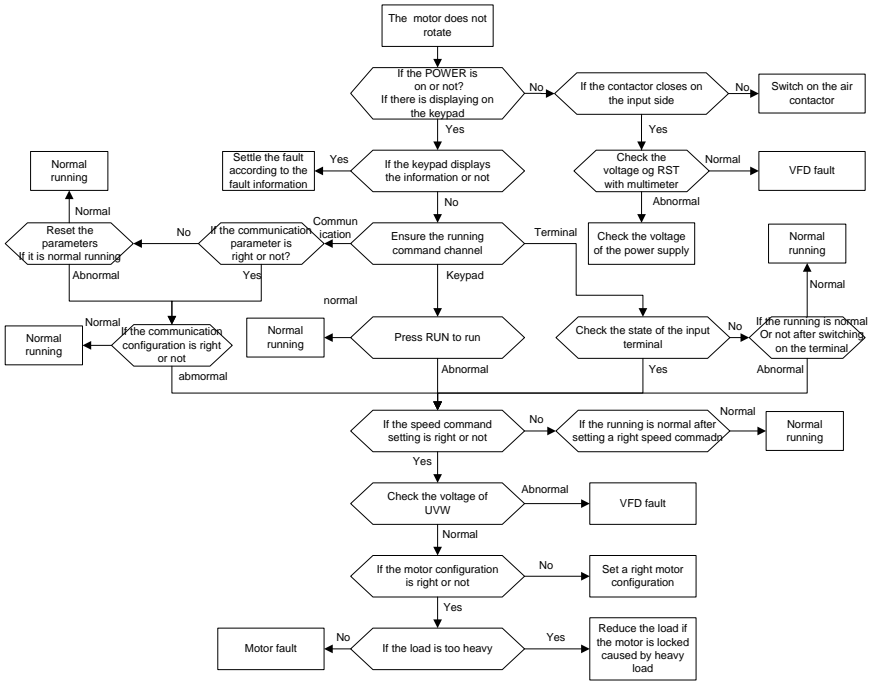 The  motor does not
rotate
If the POWER is
on or not?
If there is displaying on
the keypad
No
If the contactor closes on
the input side
No
Switch on the air
contactor
Yes
Yes
Settle the fault
according to the
fault information
Yes
If the keypad displays
the information or not
Check the
voltage og RST
with multimeter
Normal
VFD fault
Normal
running
No
Abnormal
Normal
Reset the
parameters
If it is normal running
No
If the communication
parameter is
right or not?
Commun
ication
Ensure the running
command channel
Terminal
Check the voltage
of the power supply
Normal
running
Abnormal
Yes
Keypad
Normal
Normal
running
Normal
If the communication
configuration is right
or not
normal
Normal
running
Press RUN to run
Check the state of the input
terminal
No
If the running is normal
Or not after switching
on the terminal
abmormal
Abnormal
Yes
Abnormal
If the speed command
setting is right or not
No
If the running is normal after
setting a right speed commadn
Normal
Normal
running
Yes
Check the voltage of
UVW
Abnormal
VFD fault
Normal
If the motor configuration
is right or not
No
Set a right motor
configuration
Yes
Motor fault
No
If the load is too heavy
Yes
Reduce the load if
the motor is locked
caused by heavy
load